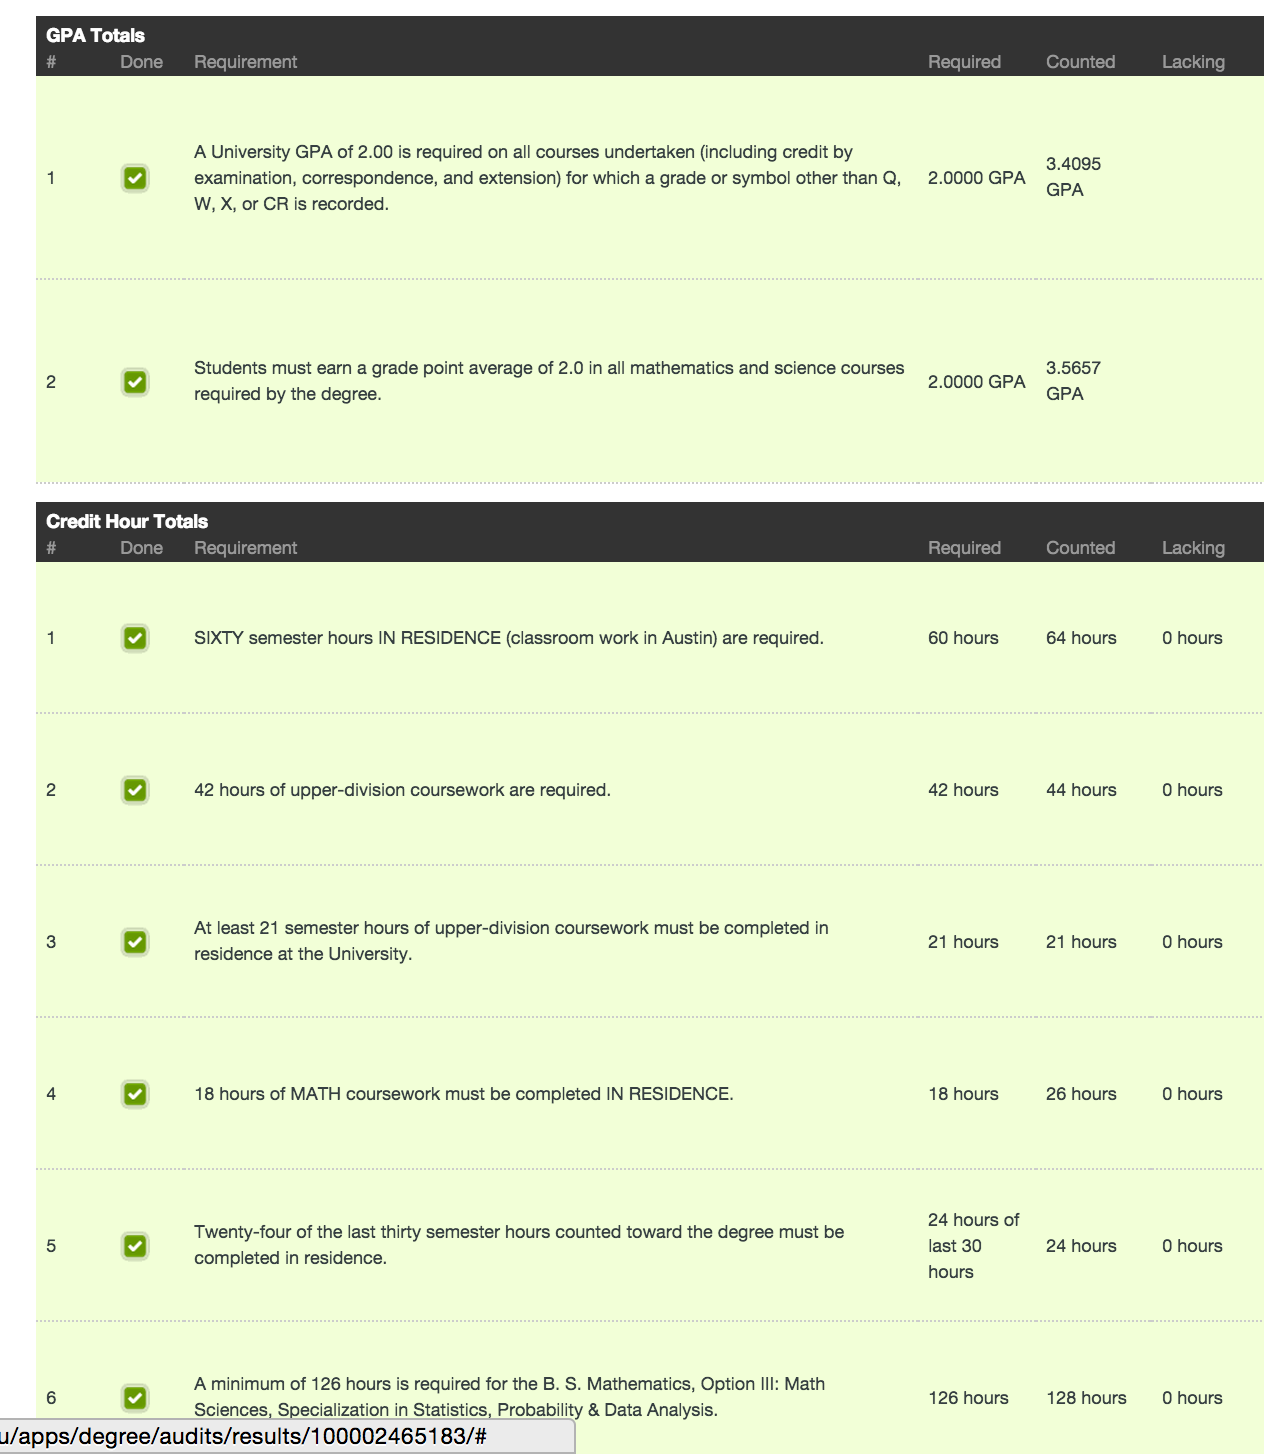 GPA Totals
# Done Requirement Required Counted Lacking
1 A University GPA of 2.00 is required on all courses undertaken (including credit by examination, correspondence, and extension) for which a grade or symbol other than Q, W, X, or CR is recorded. 2.0000 GPA 3.4095 GPA
2 Students must earn a grade point average of 2.0 in all mathematics and science courses required by the degree. 2.0000 GPA 3.5657 GPA
Credit Hour Totals
# Done Requirement Required Counted Lacking
1 SIXTY semester hours IN RESIDENCE (classroom work in Austin) are required. 60 hours 64 hours 0 hours
2 42 hours of upper-division coursework are required. 42 hours 44 hours 0 hours
3 At least 21 semester hours of upper-division coursework must be completed in residence at the University. 21 hours 21 hours 0 hours
4 18 hours of MATH coursework must be completed IN RESIDENCE. 18 hours 26 hours 0 hours
5 Twenty-four of the last thirty semester hours counted toward the degree must be completed in residence. 24 hours of last 30 hours 24 hours 0 hours
6 A minimum of 126 hours is required for the B. S. Mathematics, Option III: Math Sciences, Specialization in Statistics, Probability & Data Analysis. 126 hours 128 hours 0 hours
u/apps/degree/audits/results/100002465183/#